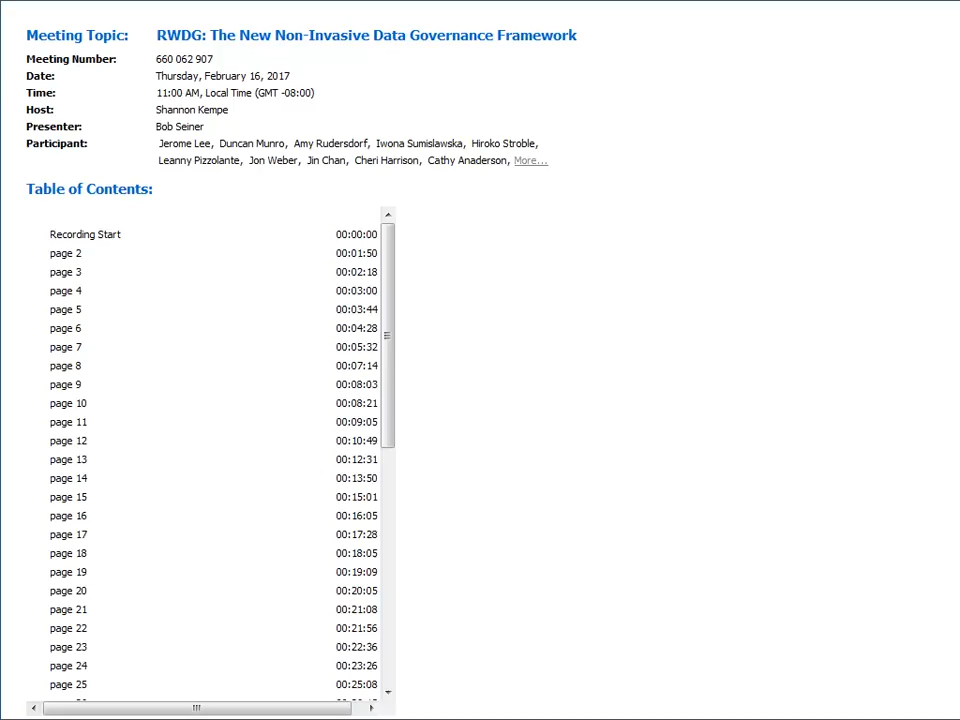 Meeting Topic: RWDG: The New Non-Invasive Data Governance Framework
Meeting Number: 660 062 907
Date: Thursday, February 16, 2017
Time: 11:00 AM, Local Time (GMT -08:00)
Host: Shannon Kempe
Presenter: Bob Seiner
Participant: Jerome Lee, Duncan Munro, Amy Rudersdorf, Iwona Sumislawska, Hiroko Stroble,
Leanny Pizzolante, Jon Weber, Jin Chan, Cheri Harrison, Cathy Anaderson, More...
Table of Contents:
Recording Start 00:00:00
page 2 00:01:50
page 3 00:02:18
page 4 00:03:00
page 5 00:03:44
page 6 00:04:28
page 7 00:05:32
page 8 00:07:14
page 9 00:08:03
page 10 00:08:21
page 11 00:09:05
page 12 00:10:49
page 13 00:12:31
page 14 00:13:50
page 15 00:15:01
page 16 00:16:05
page 17 00:17:28
page 18 00:18:05
page 19 00:19:09
page 20 00:20:05
page 21 00:21:08
page 22 00:21:56
page 23 00:22:36
page 24 00:23:26
page 25 00:25:08